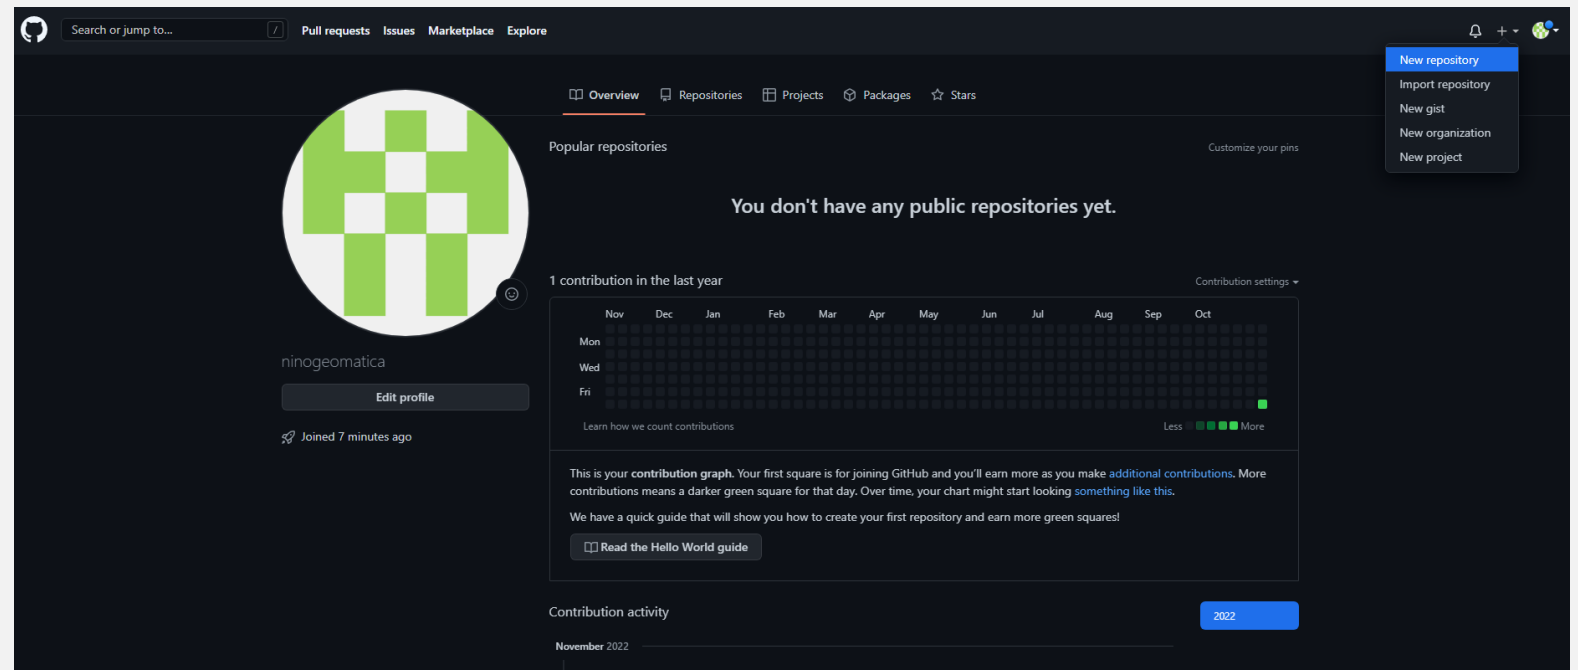 Search or jump to... /
Pull requests Issues Marketplace Explore
New repository
Import repository
New gist
New organization
New project
Overview Repositories Projects Packages Stars
Popular repositories Customize your pins
You don't have any public repositories yet.
ninogeomatica
Edit profile
Joined 7 minutes ago
1 contribution in the last year Contribution settings
Nov Dec Jan Feb Mar Apr May Jun Jul Aug Sep Oct
Mon
Wed
Fri
Learn how we count contributions Less More
This is your contribution graph. Your first square is for joining GitHub and you'll earn more as you make additional contributions. More
contributions means a darker green square for that day. Over time, your chart might start looking something like this.
We have a quick guide that will show you how to create your first repository and earn more green squares!
Read the Hello World guide
Contribution activity 2022
November 2022